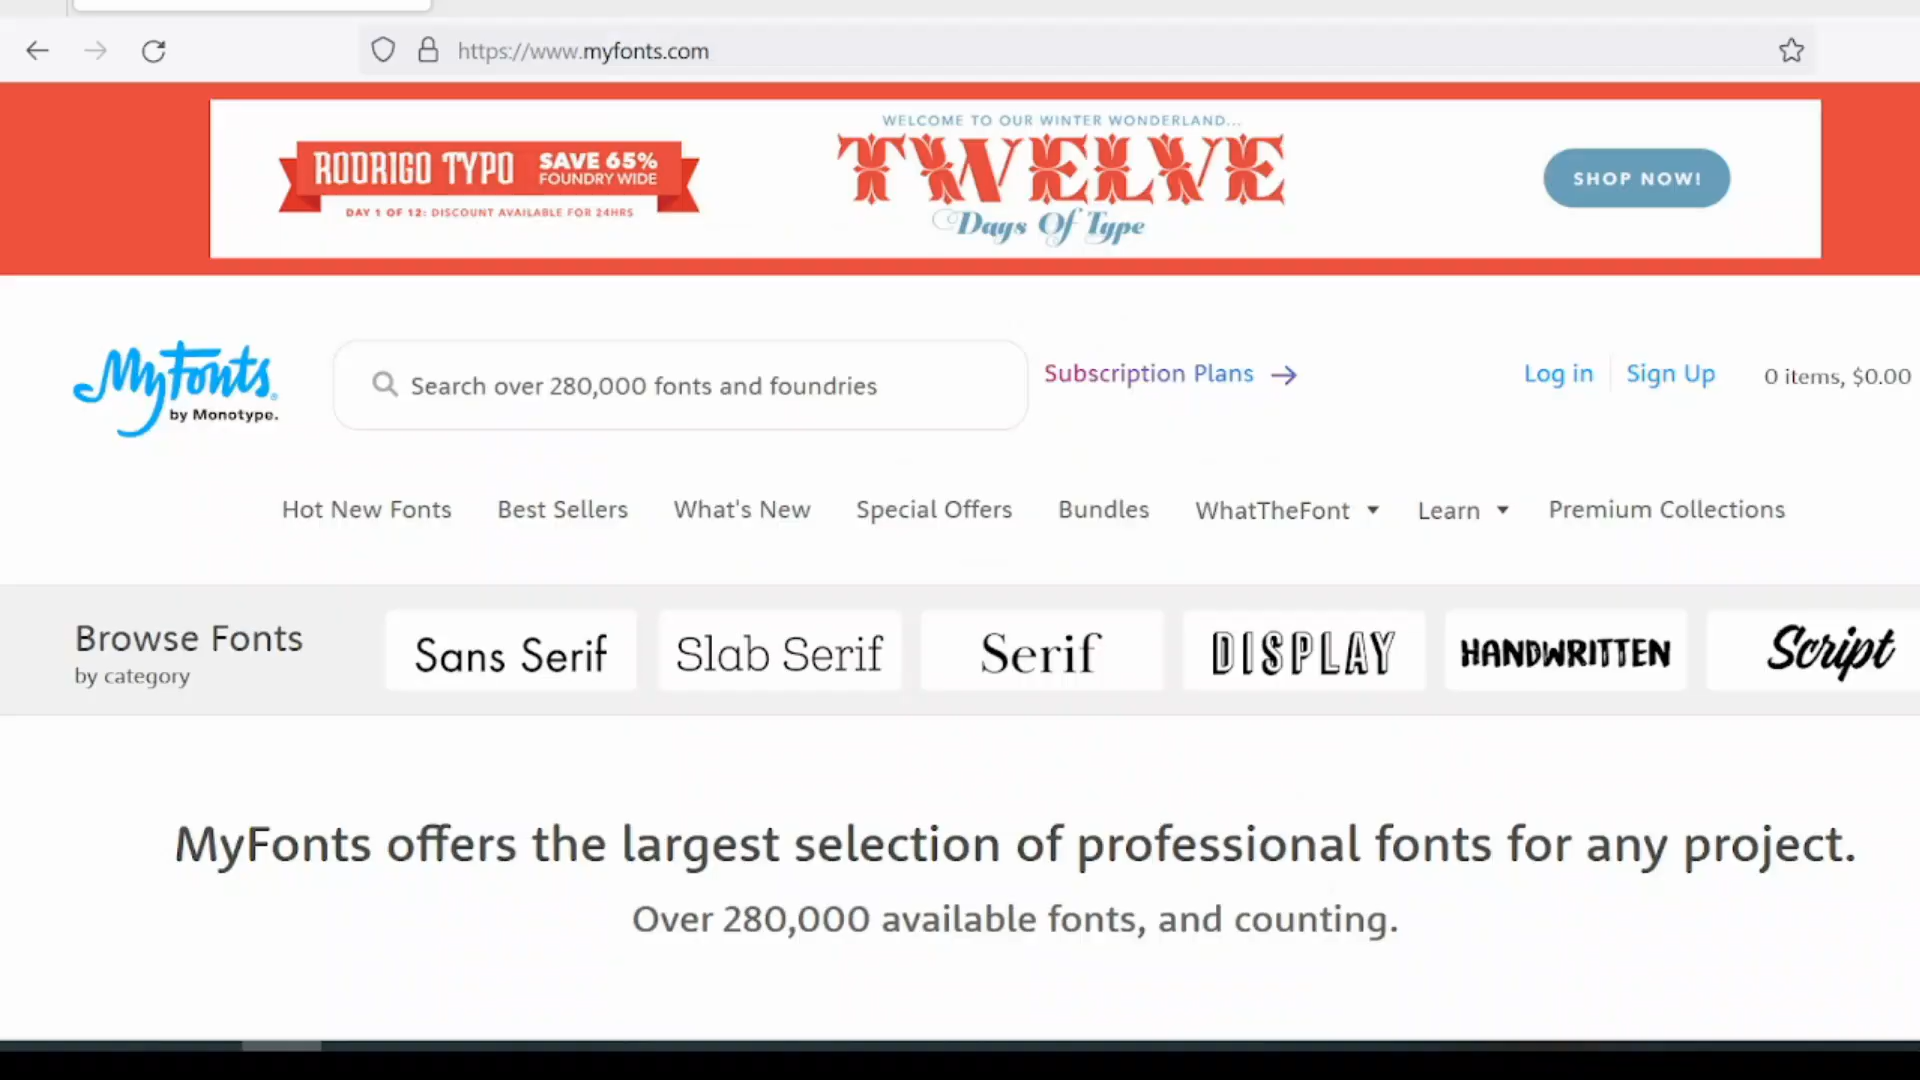 https://www.myfonts.com
WELCOME TO OUR WINTER WONDERLAND...
RODRIGO TYPO SAVE 65% FOUNDRY WIDE
DAY 1 OF 12: DISCOUNT AVAILABLE FOR 24HRS
TWELVE
Days Of Type
SHOP NOW!
MyFonts
by Monotype.
Search over 280,000 fonts and foundries
Subscription Plans →
Log in
Sign Up
0 items, $0.00
Hot New Fonts
Best Sellers
What's New
Special Offers
Bundles
WhatTheFont
Learn
Premium Collections
Browse Fonts
by category
Sans Serif
Slab Serif
Serif
DISPLAY
HANDWRITTEN
Script
MyFonts offers the largest selection of professional fonts for any project.
Over 280,000 available fonts, and counting.